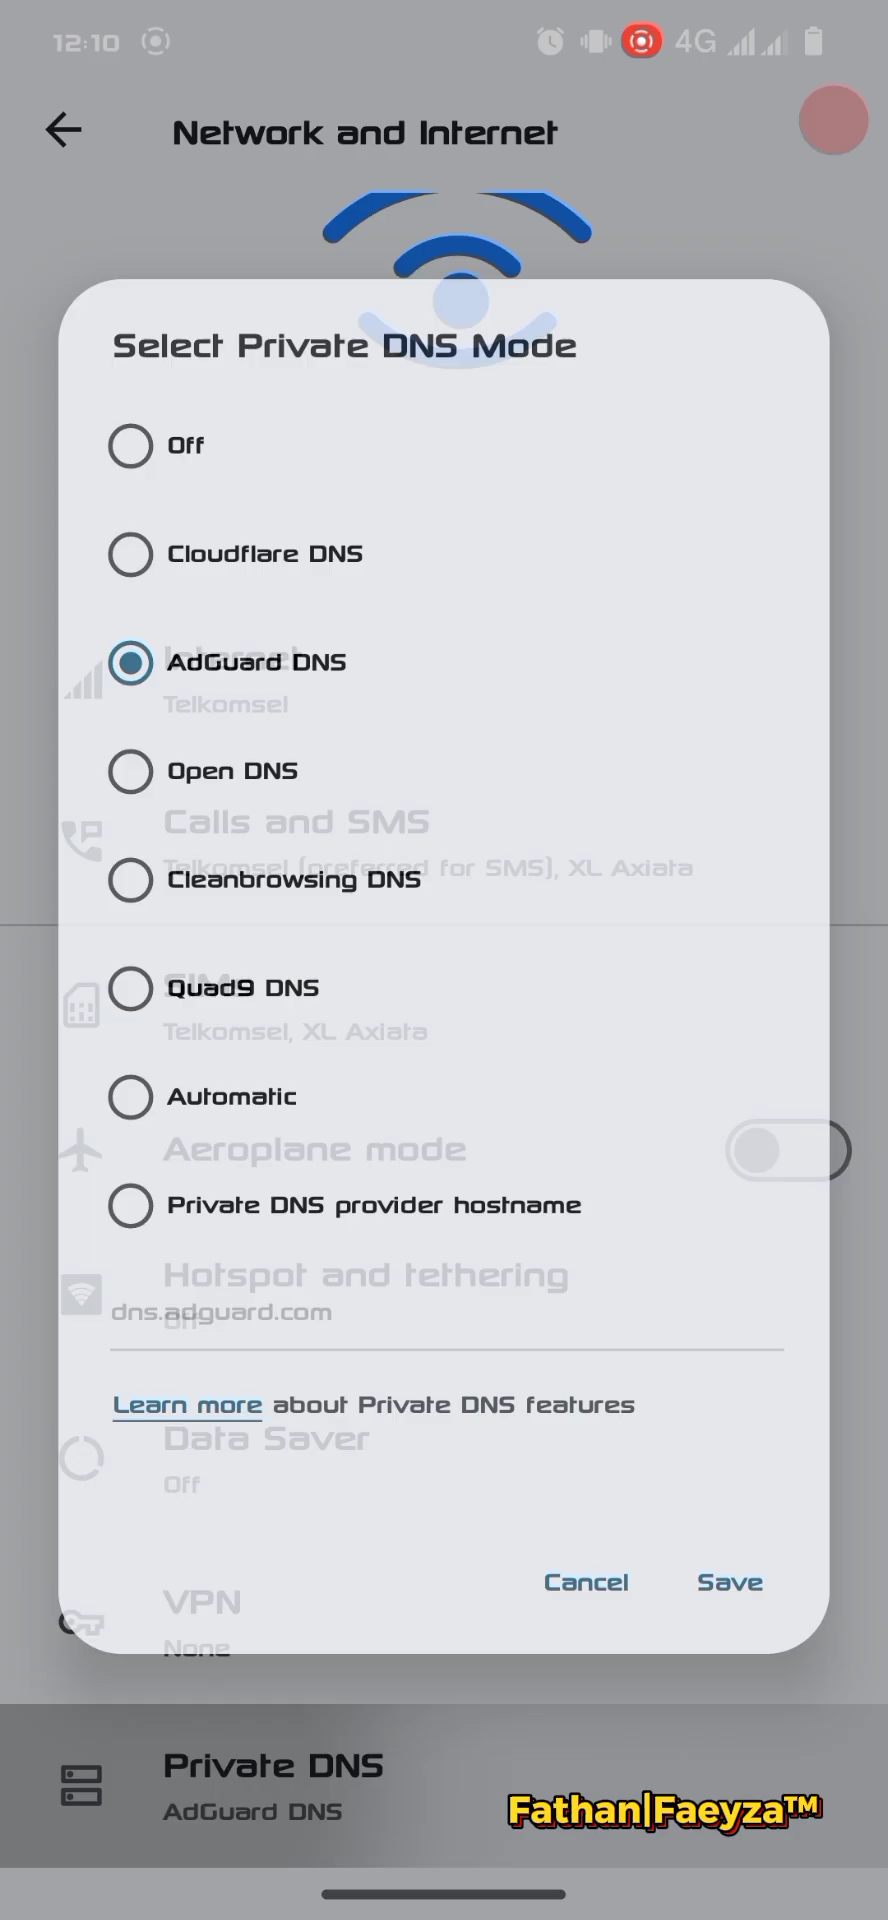 12:10
4G
Network and Internet
Select Private DNS Mode
Off
Cloudflare DNS
Internet
AdGuard DNS
Telkomsel
Open DNS
Calls and SMS
Telkomsel (preferred for SMS), XL Axiata
Cleanbrowsing DNS
SIMs
Quad9 DNS
Telkomsel, XL Axiata
Automatic
Aeroplane mode
Private DNS provider hostname
Hotspot and tethering
dns.adguard.com
Off
Learn more about Private DNS features
Data Saver
Off
Cancel Save
VPN
None
Private DNS
AdGuard DNS
Fathan|Faeyza™